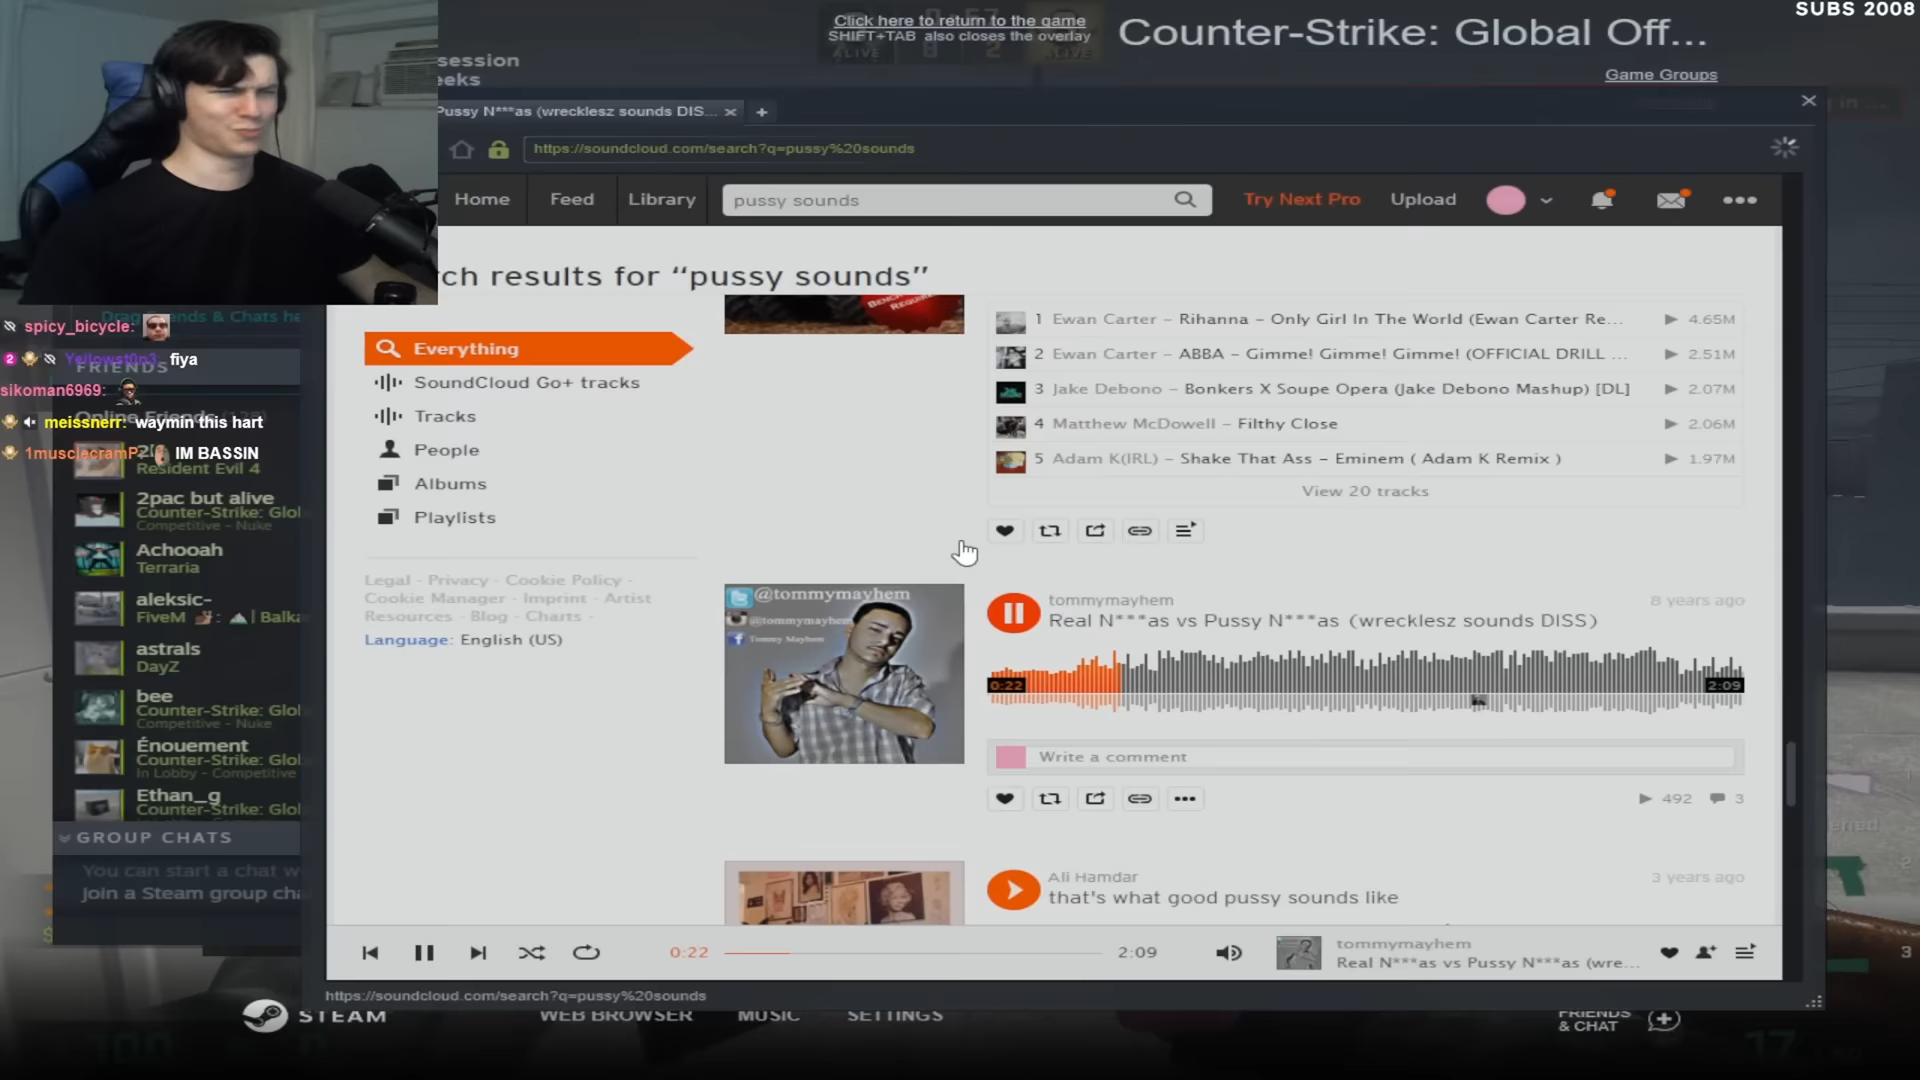 SUBS 2008
Click here to return to the game
SHIFT+TAB also closes the overlay
Counter-Strike: Global Off...
Game Groups
session
eeks
Pussy N***as (wrecklesz sounds DIS...
https://soundcloud.com/search?q=pussy%20sounds
Home
Feed
Library
pussy sounds
Try Next Pro
Upload
ch results for “pussy sounds”
Everything
SoundCloud Go+ tracks
Tracks
People
Albums
Playlists
Legal - Privacy - Cookie Policy -
Cookie Manager - Imprint - Artist
Resources - Blog - Charts -
Language: English (US)
1 Ewan Carter – Rihanna – Only Girl In The World (Ewan Carter Re... 4.65M
2 Ewan Carter – ABBA – Gimme! Gimme! Gimme! (OFFICIAL DRILL ... 2.51M
3 Jake Debono – Bonkers X Soupe Opera (Jake Debono Mashup) [DL] 2.07M
4 Matthew McDowell – Filthy Close 2.06M
5 Adam K(IRL) – Shake That Ass – Eminem ( Adam K Remix ) 1.97M
View 20 tracks
@tommymayhem
@tommymayhem
Tommy Mayhem
tommymayhem
8 years ago
Real N***as vs Pussy N***as (wrecklesz sounds DISS)
0:22
2:09
Write a comment
492
3
Ali Hamdar
3 years ago
that's what good pussy sounds like
0:22
2:09
tommymayhem
Real N***as vs Pussy N***as (wre...
https://soundcloud.com/search?q=pussy%20sounds
spicy_bicycle:
2 Yellowst0n3 fiya
FRIENDS
sikoman6969:
Online Friends
meissnerr: waymin this hart
1musclecramP IM BASSIN
Resident Evil 4
2pac but alive
Counter-Strike: Glol
Competitive - Nuke
Achooah
Terraria
aleksic-
FiveM | Balka
astrals
DayZ
bee
Counter-Strike: Glol
Competitive - Nuke
Énouement
Counter-Strike: Glol
In Lobby - Competitive
Ethan_g
Counter-Strike: Glol
GROUP CHATS
You can start a chat w
Join a Steam group cha
STEAM
WEB BROWSER
MUSIC
SETTINGS
FRIENDS
& CHAT